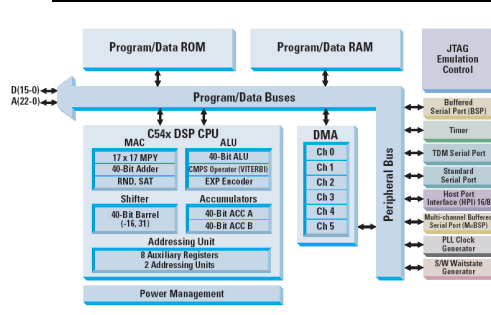 Program/Data ROM
Program/Data RAM
JTAG
Emulation
Control
D(15-0)
A(22-0)
Program/Data Buses
Peripheral Bus
C54x DSP CPU
MAC
17 x 17 MPY
40-Bit Adder
RND, SAT
ALU
40-Bit ALU
CMPS Operator (VITERBI)
EXP Encoder
Shifter
40-Bit Barrel
(-16, 31)
Accumulators
40-Bit ACC A
40-Bit ACC B
Addressing Unit
8 Auxiliary Registers
2 Addressing Units
Power Management
DMA
Ch 0
Ch 1
Ch 2
Ch 3
Ch 4
Ch 5
Buffered
Serial Port (BSP)
Timer
TDM Serial Port
Standard
Serial Port
Host Port
Interface (HPI) 16/8
Multi-channel Buffered
Serial Port (McBSP)
PLL Clock
Generator
S/W Waitstate
Generator